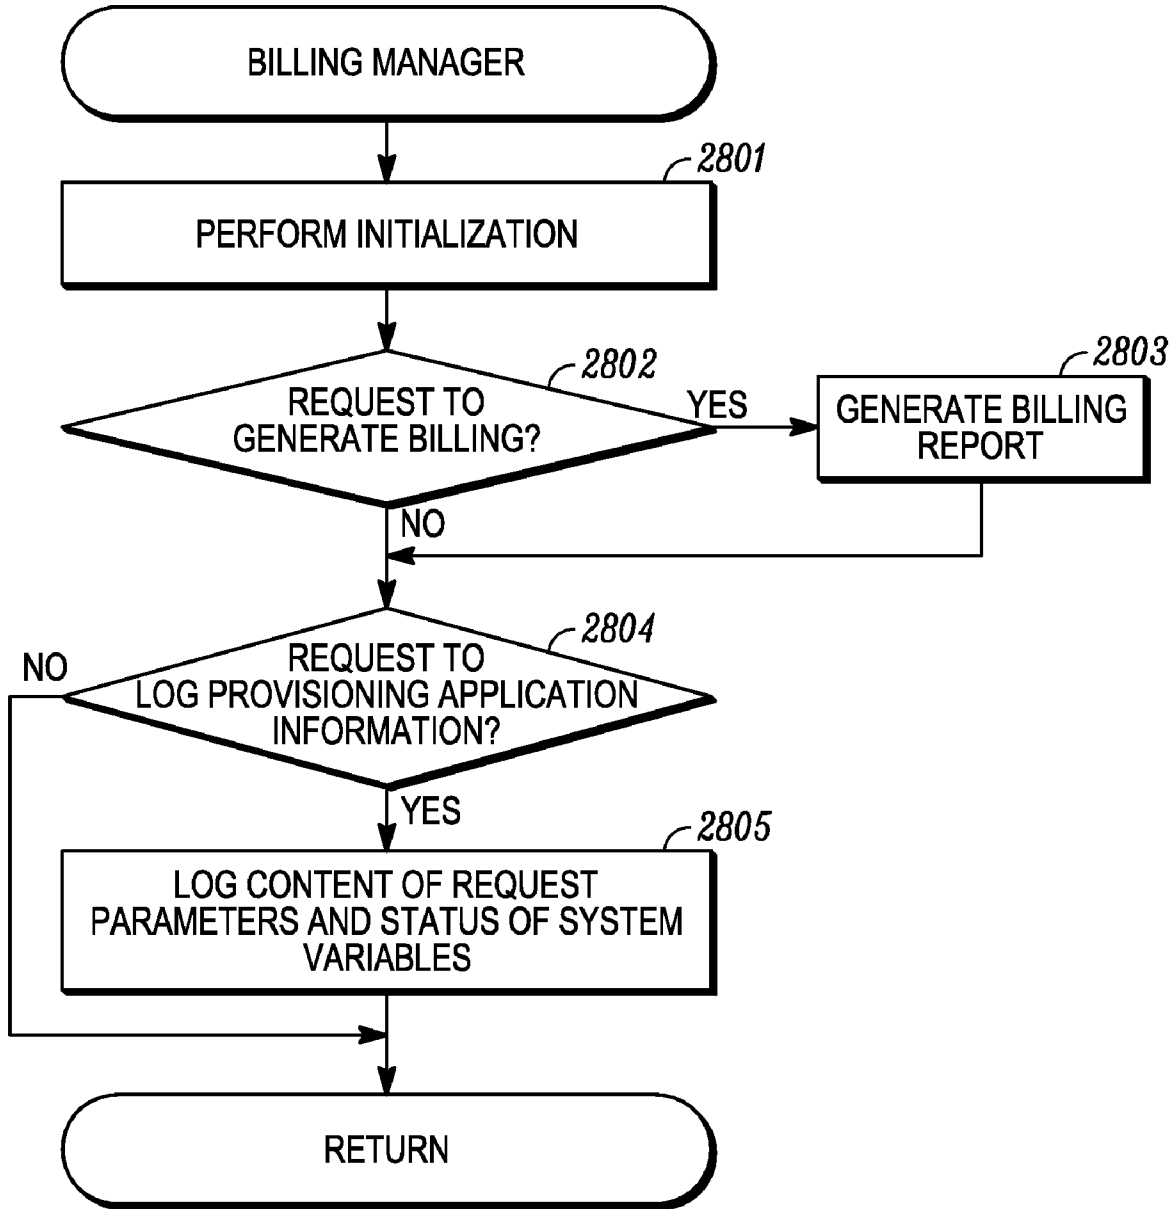 BILLING MANAGER
2801
PERFORM INITIALIZATION
2802
REQUEST TO
GENERATE BILLING?
YES
2803
GENERATE BILLING
REPORT
NO
2804
REQUEST TO
LOG PROVISIONING APPLICATION
INFORMATION?
NO
YES
2805
LOG CONTENT OF REQUEST
PARAMETERS AND STATUS OF SYSTEM
VARIABLES
RETURN